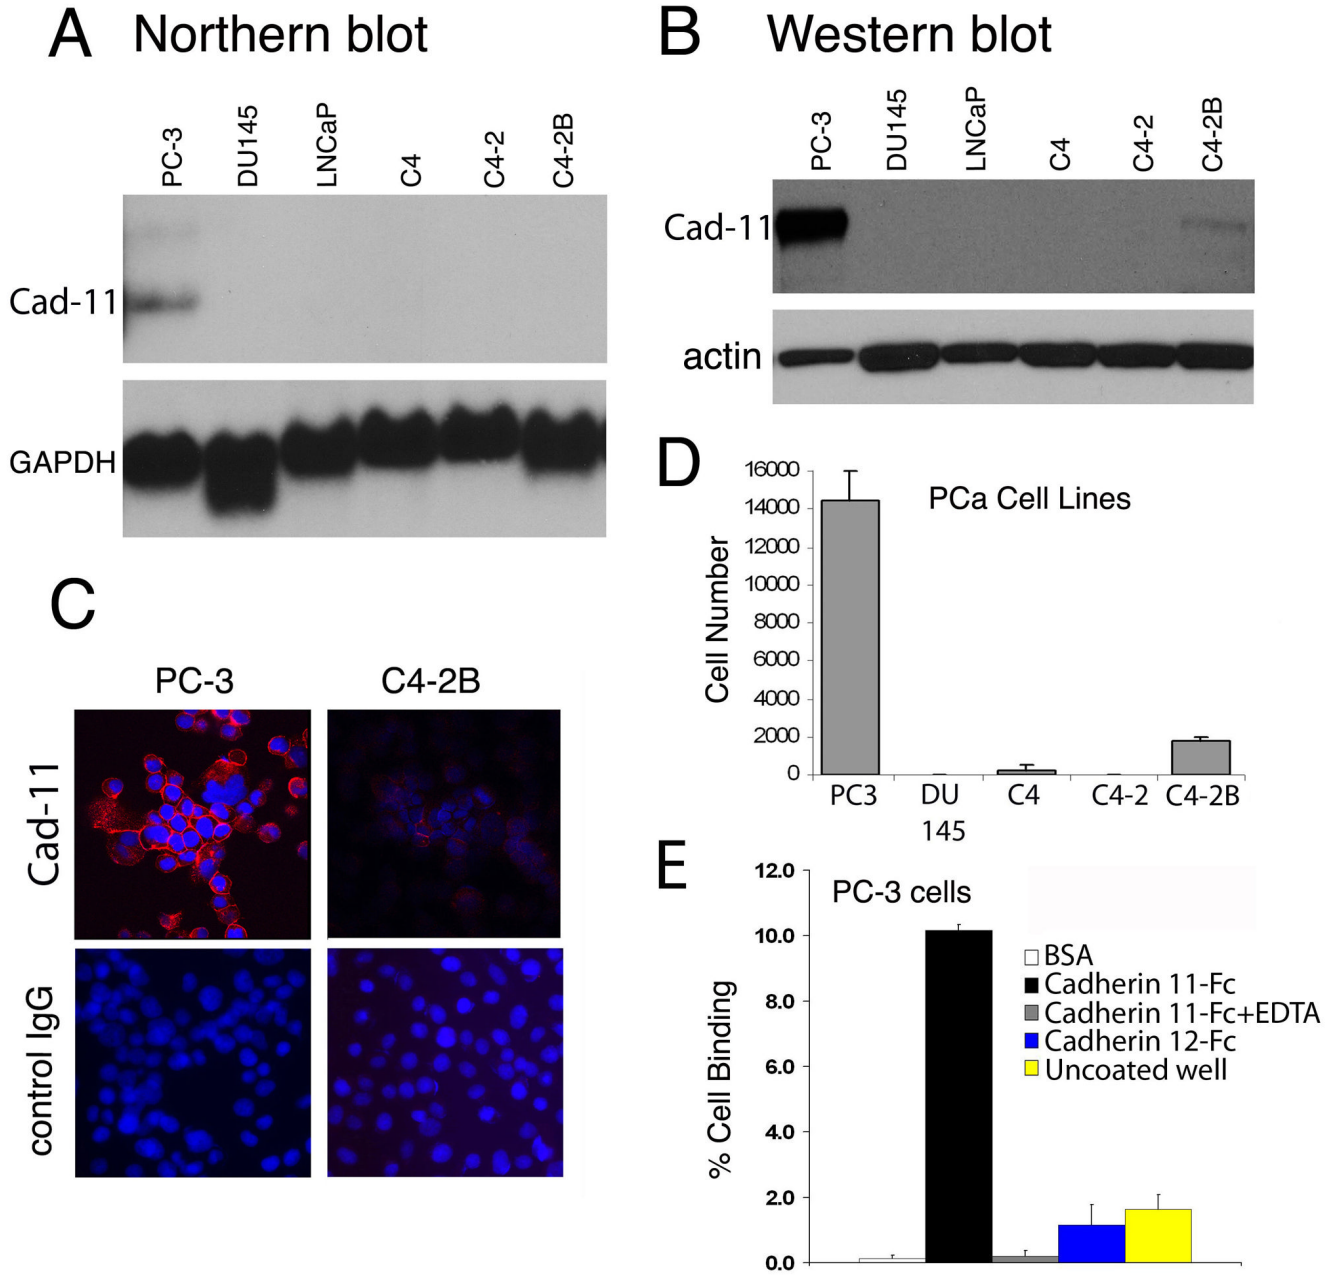 A Northern blot
PC-3 DU145 LNCaP C4 C4-2 C4-2B
Cad-11
GAPDH
B Western blot
PC-3 DU145 LNCaP C4 C4-2 C4-2B
Cad-11
actin
C
PC-3 C4-2B
Cad-11
control IgG
D
PCa Cell Lines
Cell Number
16000
14000
12000
10000
8000
6000
4000
2000
0
PC3 DU C4 C4-2 C4-2B
145
E
PC-3 cells
% Cell Binding
12.0
10.0
8.0
6.0
4.0
2.0
0.0
BSA
Cadherin 11-Fc
Cadherin 11-Fc+EDTA
Cadherin 12-Fc
Uncoated well